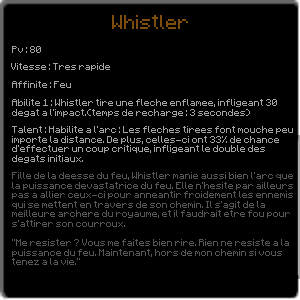 Whistler
Pv : 80
Vitesse : Tres rapide
Affinite : Feu
Abilite 1 : Whistler tire une fleche enflamee, infligeant 30
degat a l'impact.(temps de recharge : 3 secondes)
Talent : Habilite a l'arc : Les fleches tirees font mouche peu
importe la distance. De plus, celles-ci ont 33% de chance
d'effectuer un coup critique, infligeant le double des
degats initiaux.
Fille de la deesse du feu, Whistler manie aussi bien l'arc que
la puissance devastatrice du feu. Elle n'hesite par ailleurs
pas a allier ceux-ci pour aneantir froidement les ennemis
qui se mettent en travers de son chemin. Il s'agit de la
meilleure archere du royaume, et il faudrait etre fou pour
s'attirer son courroux.
"Me resister ? Vous me faites bien rire. Rien ne resiste a la
puissance du feu. Maintenant, hors de mon chemin si vous
tenez a la vie."